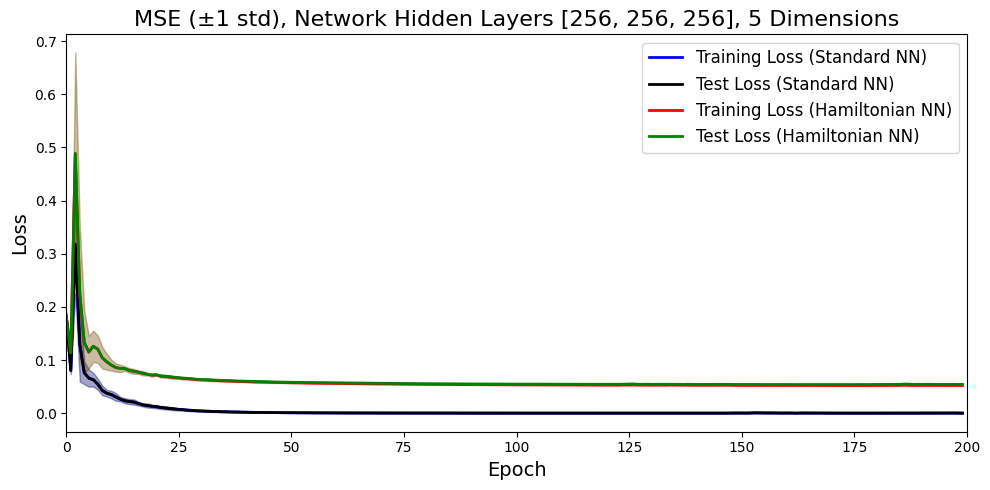 MSE (±1 std), Network Hidden Layers [256, 256, 256], 5 Dimensions
Loss
0.7
0.6
0.5
0.4
0.3
0.2
0.1
0.0
Training Loss (Standard NN)
Test Loss (Standard NN)
Training Loss (Hamiltonian NN)
Test Loss (Hamiltonian NN)
0 25 50 75 100 125 150 175 200
Epoch